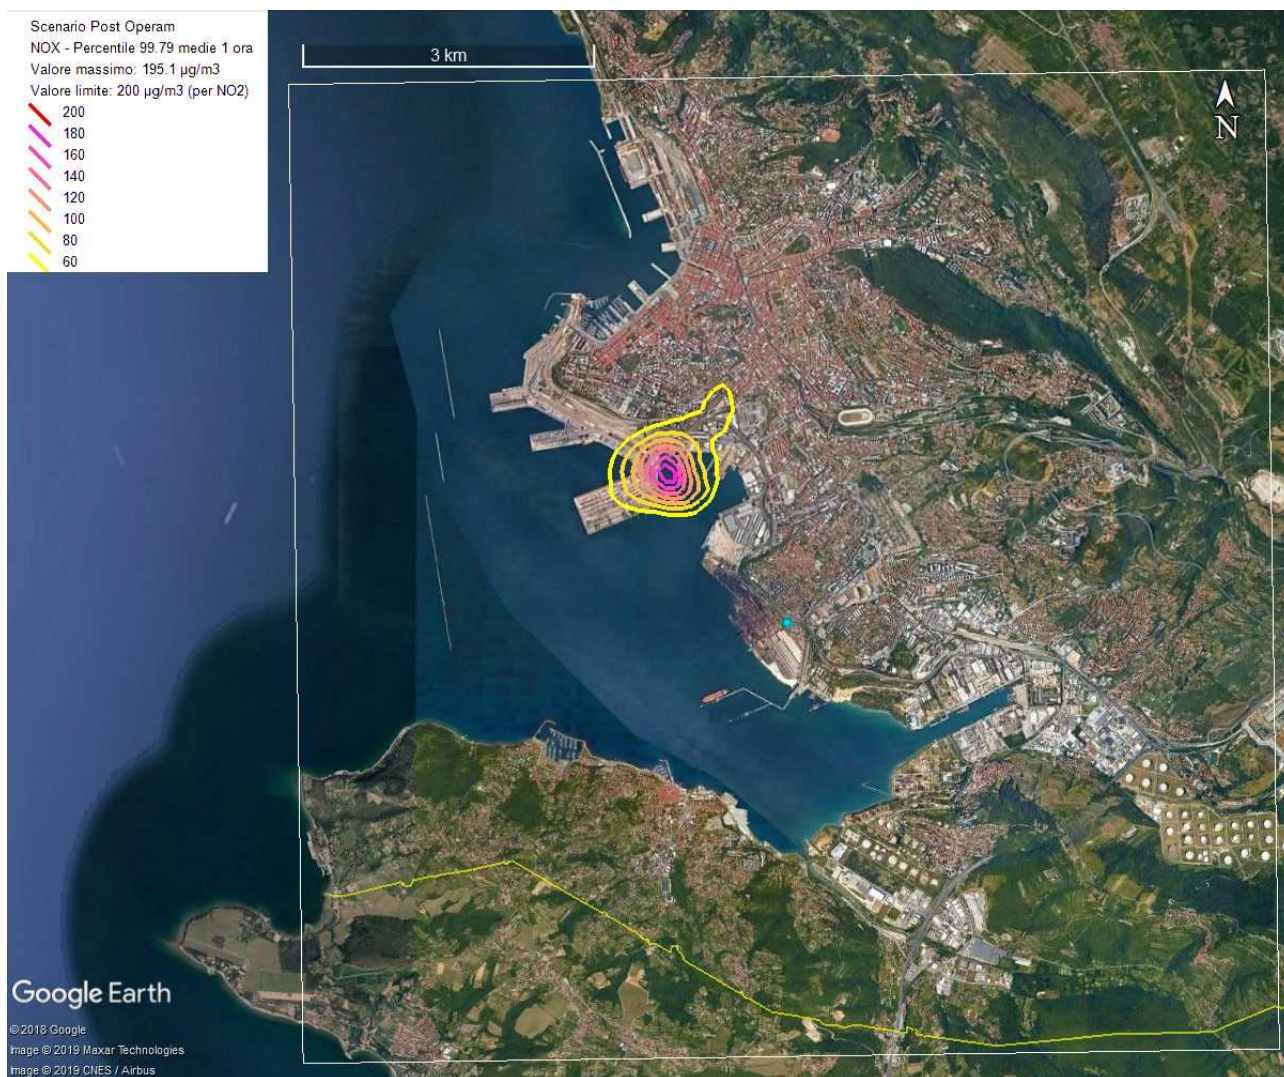 Scenario Post Operam
NOX - Percentile 99.79 medie 1 ora
Valore massimo: 195.1 µg/m3
Valore limite: 200 µg/m3 (per NO2)
200
180
160
140
120
100
80
60
3 km
N
Google Earth
© 2018 Google
Image © 2019 Maxar Technologies
Image © 2019 CNES / Airbus